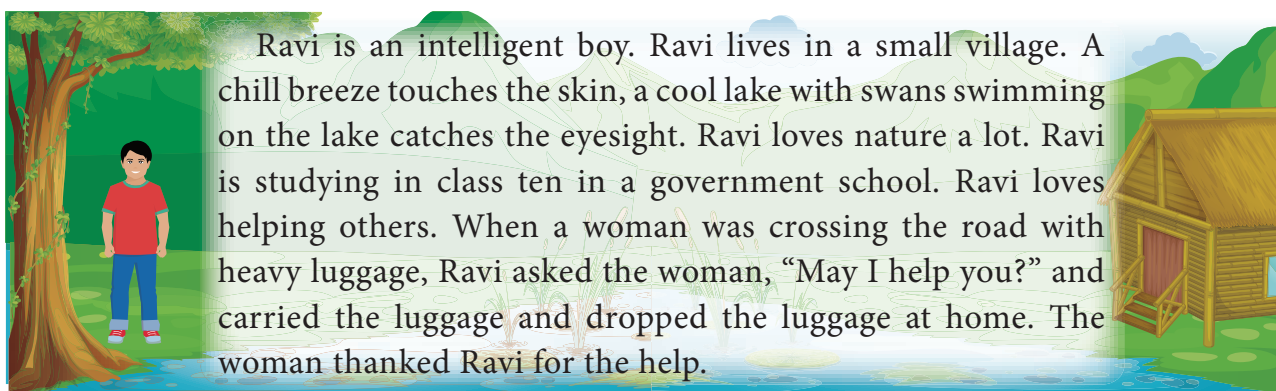 Ravi is an intelligent boy. Ravi lives in a small village. A
chill breeze touches the skin, a cool lake with swans swimming
on the lake catches the eyesight. Ravi loves nature a lot. Ravi
is studying in class ten in a government school. Ravi loves
helping others. When a woman was crossing the road with
heavy luggage, Ravi asked the woman, “May I help you?” and
carried the luggage and dropped the luggage at home. The
woman thanked Ravi for the help.